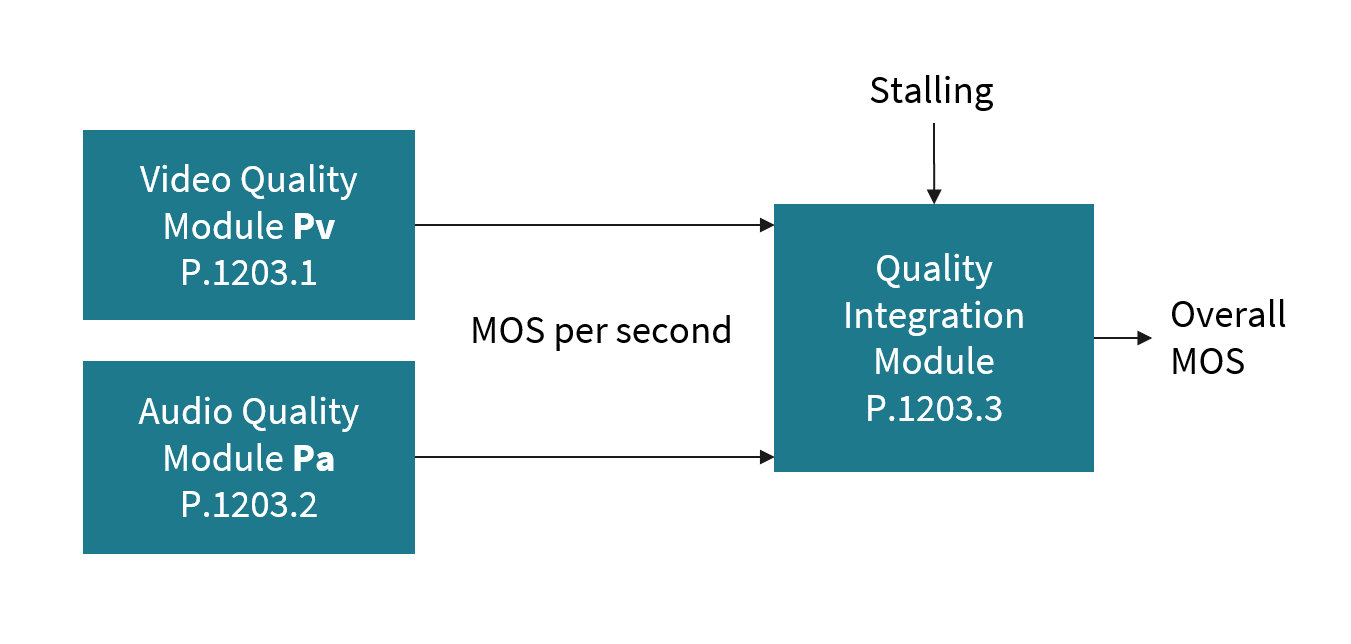 Video Quality
Module Pv
P.1203.1
Audio Quality
Module Pa
P.1203.2
MOS per second
Stalling
Quality
Integration
Module
P.1203.3
Overall
MOS